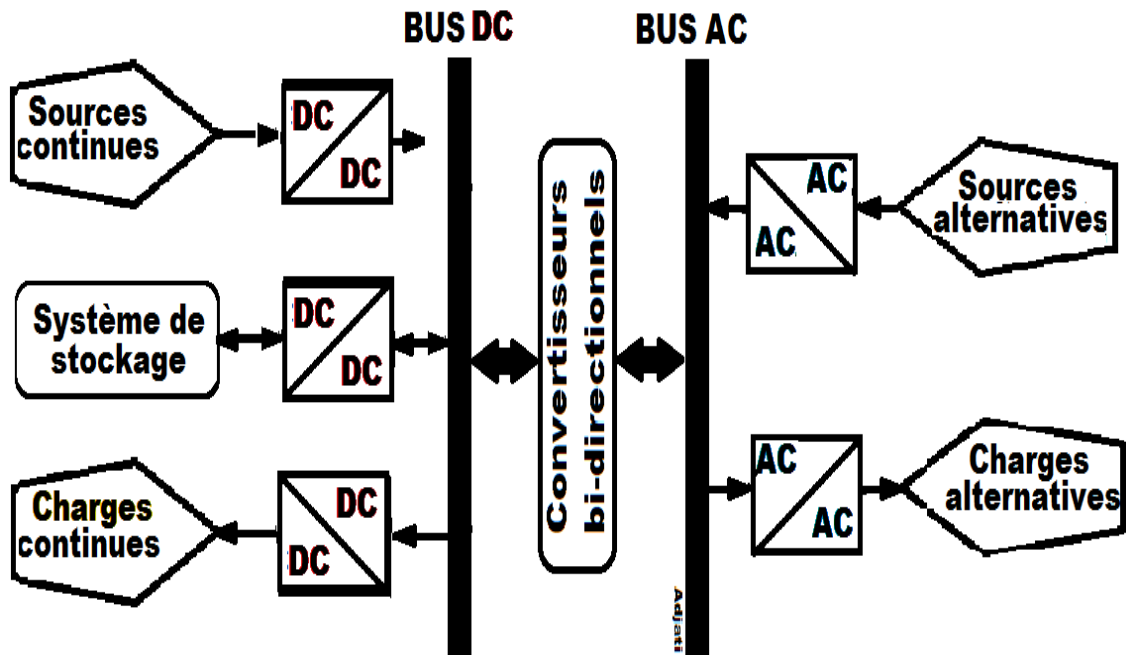 BUS DC
BUS AC
Sources
continues
DC
DC
Système de
stockage
DC
DC
Charges
continues
DC
DC
Convertisseurs
bi-directionnels
AC
AC
Sources
alternatives
AC
AC
Charges
alternatives
Adjati